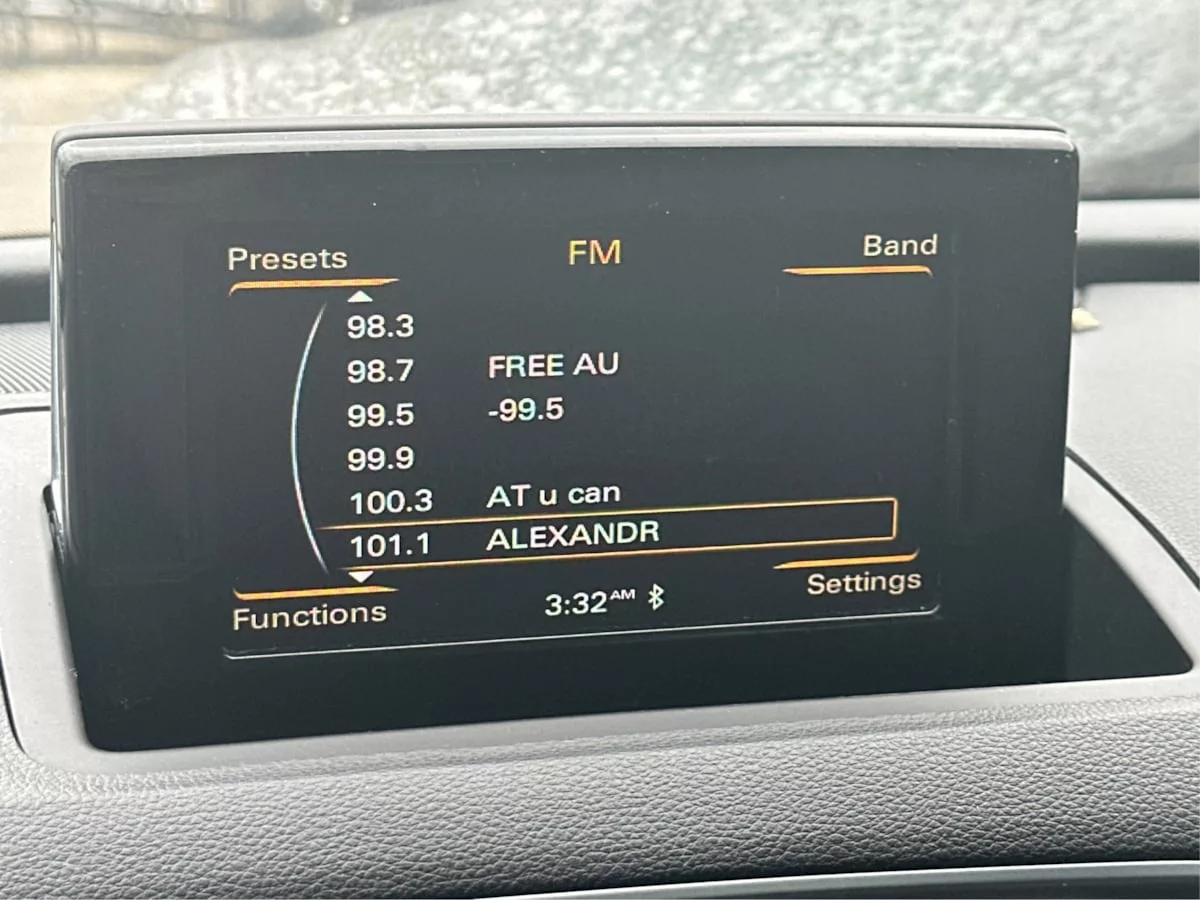 Presets FM Band
98.3
98.7 FREE AU
99.5 -99.5
99.9
100.3 AT u can
101.1 ALEXANDR
Functions 3:32AM Settings